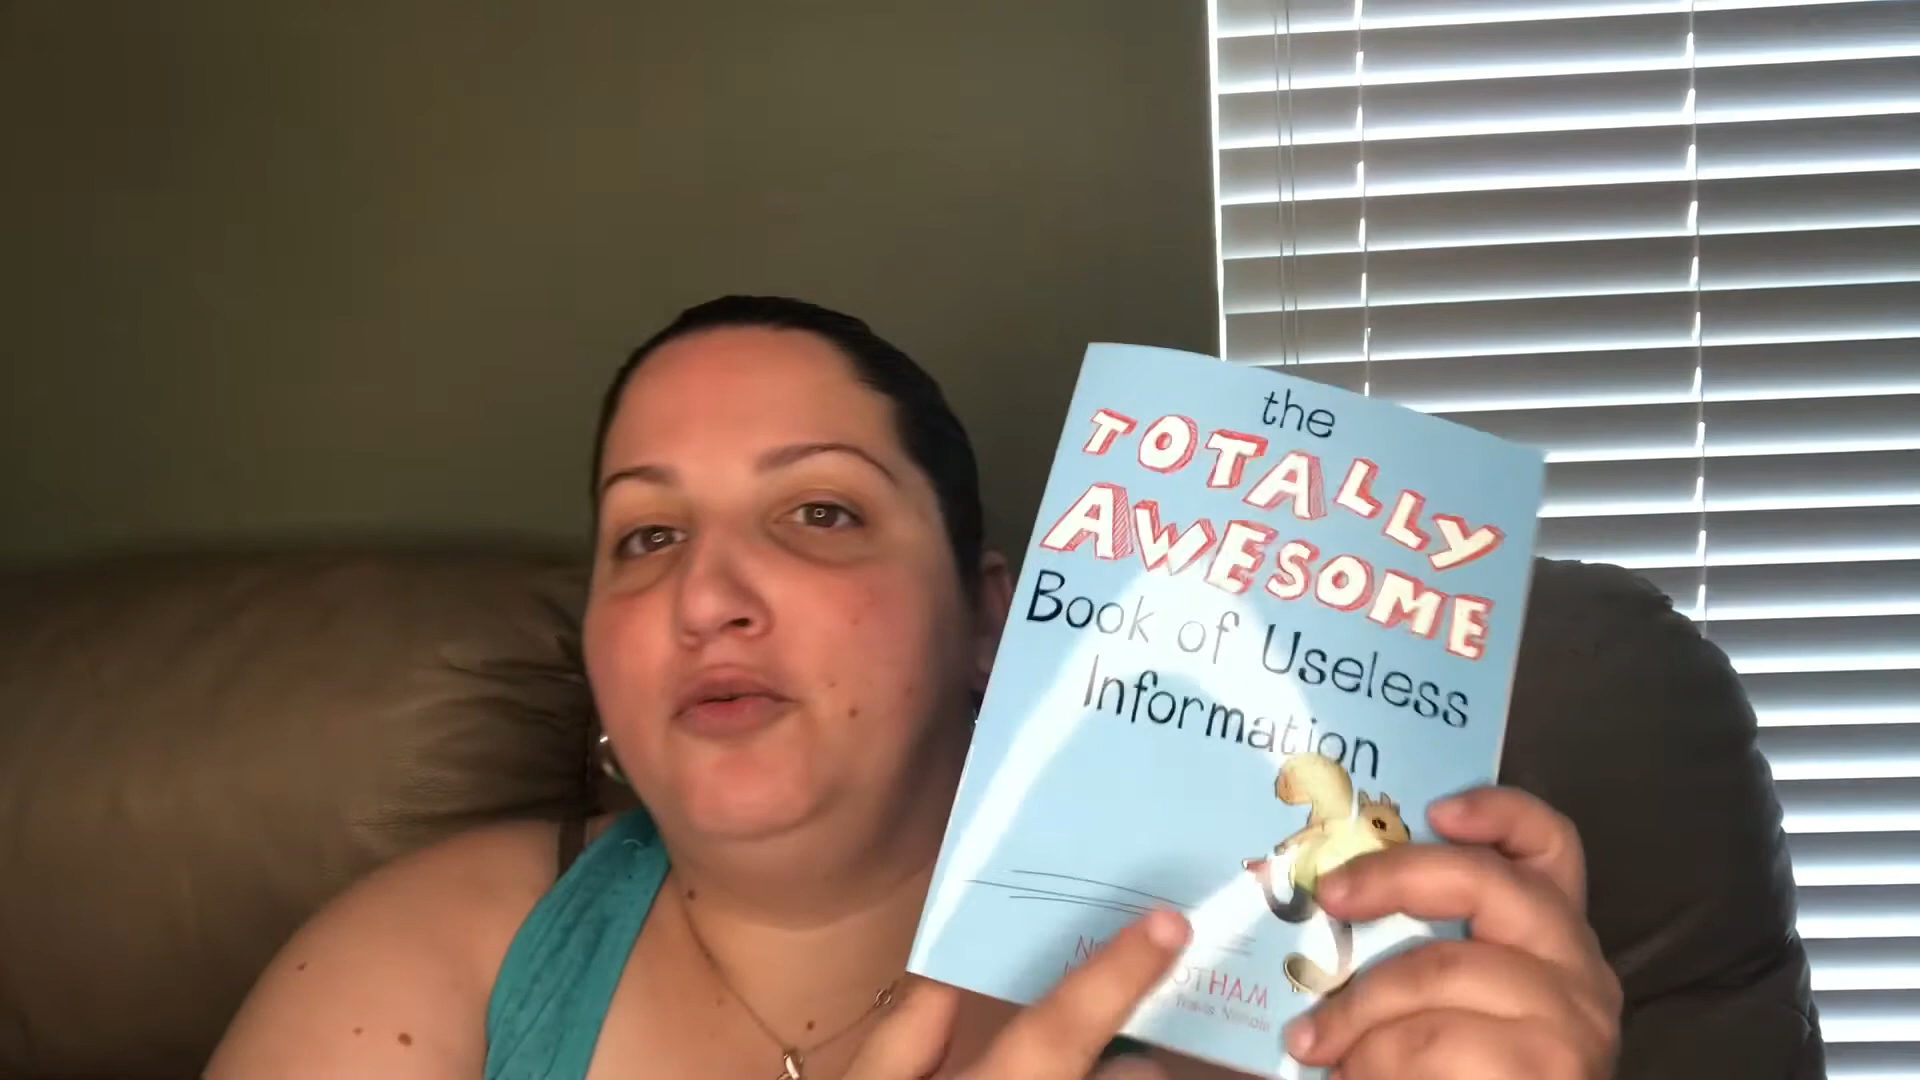 the
TOTALLY
AWESOME
Book of Useless
Information